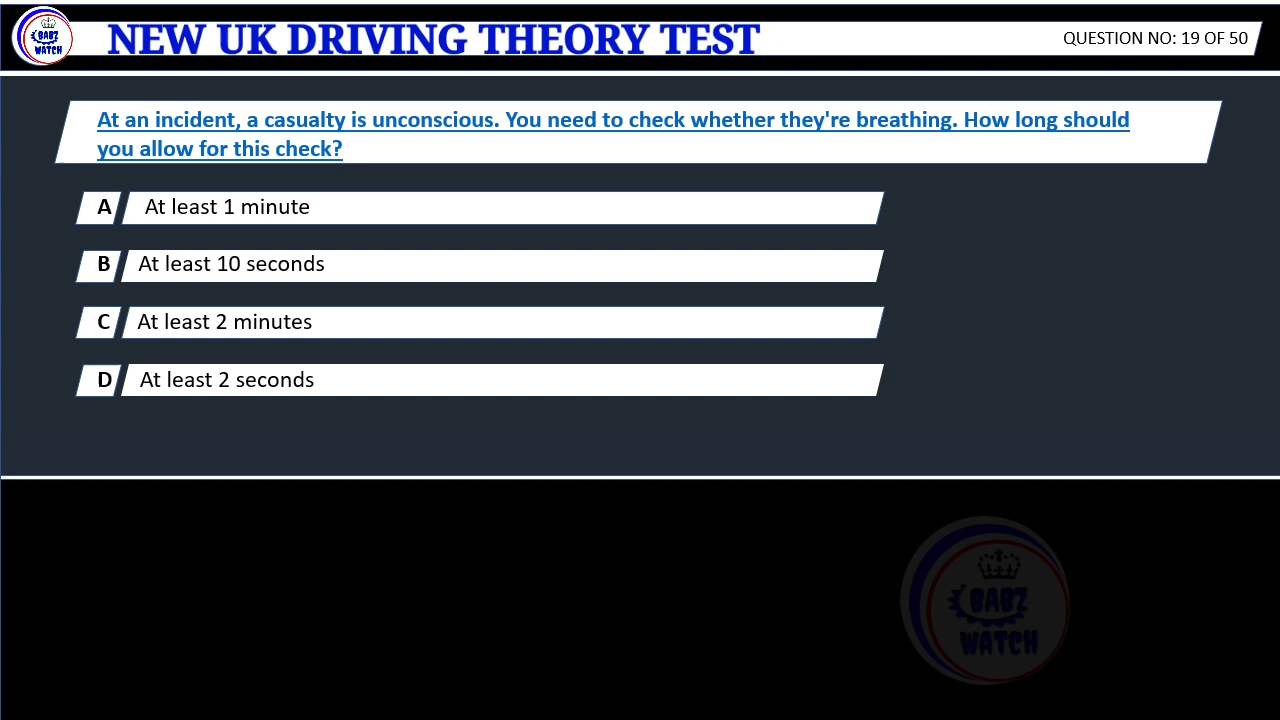 BABZ
WATCH
NEW UK DRIVING THEORY TEST
QUESTION NO: 19 OF 50
At an incident, a casualty is unconscious. You need to check whether they're breathing. How long should
you allow for this check?
A At least 1 minute
B At least 10 seconds
C At least 2 minutes
D At least 2 seconds
BABZ
WATCH